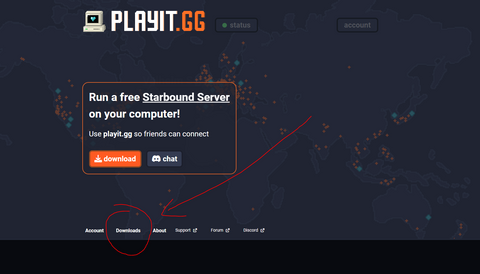 PLAYIT.GG
status
account
Run a free Starbound Server
on your computer!
Use playit.gg so friends can connect
download
chat
Account Downloads About Support Forum Discord